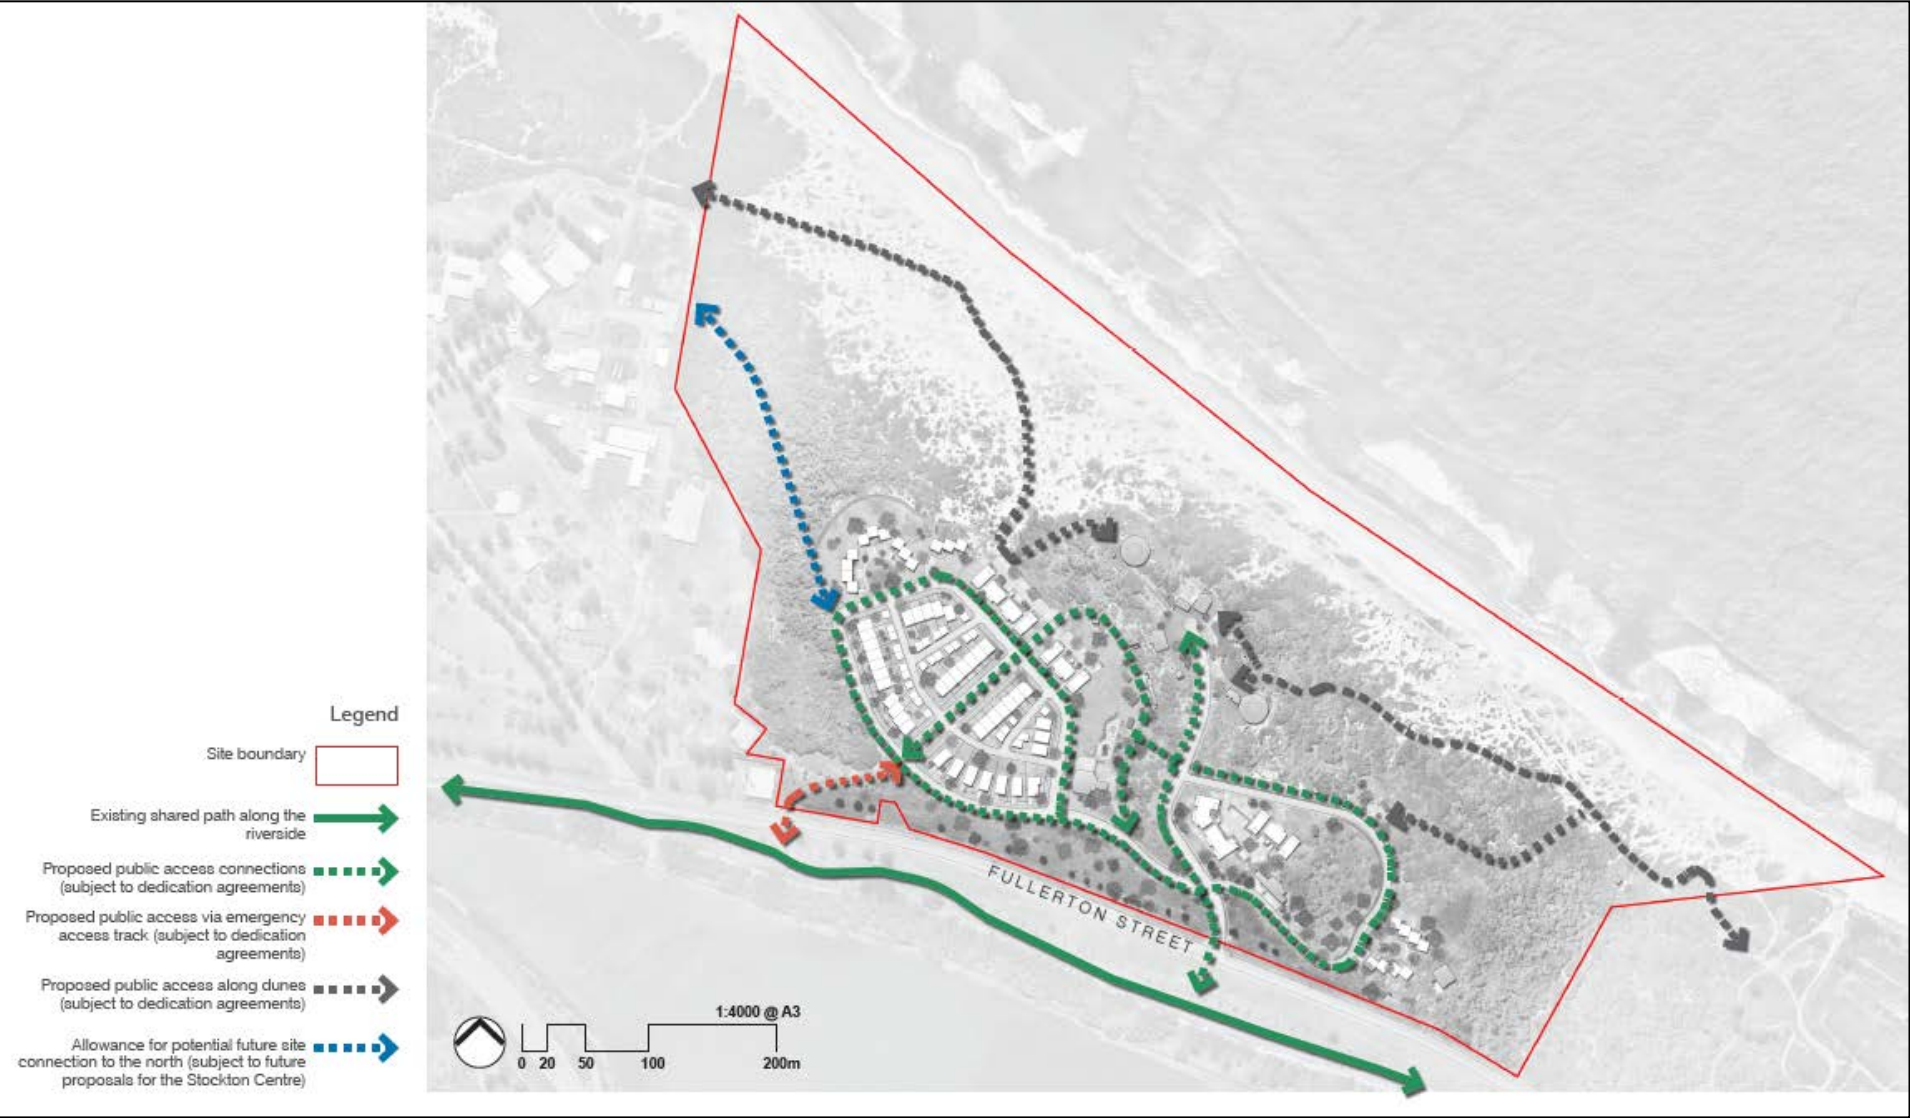 Legend
Site boundary
Existing shared path along the
riverside
Proposed public access connections
(subject to dedication agreements)
Proposed public access via emergency
access track (subject to dedication
agreements)
Proposed public access along dunes
(subject to dedication agreements)
Allowance for potential future site
connection to the north (subject to future
proposals for the Stockton Centre)
FULLERTON STREET
1:4000 @ A3
0 20 50 100 200m